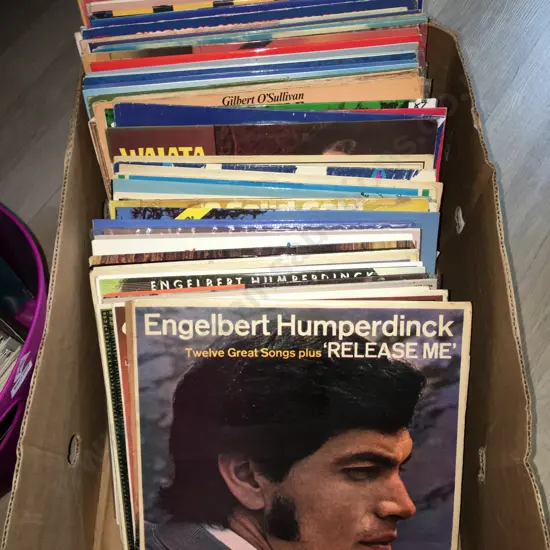 Gilbert O'Sullivan
WAIATA
ENGELBERT HUMPERDINCK
Engelbert Humperdinck
Twelve Great Songs plus 'RELEASE ME'